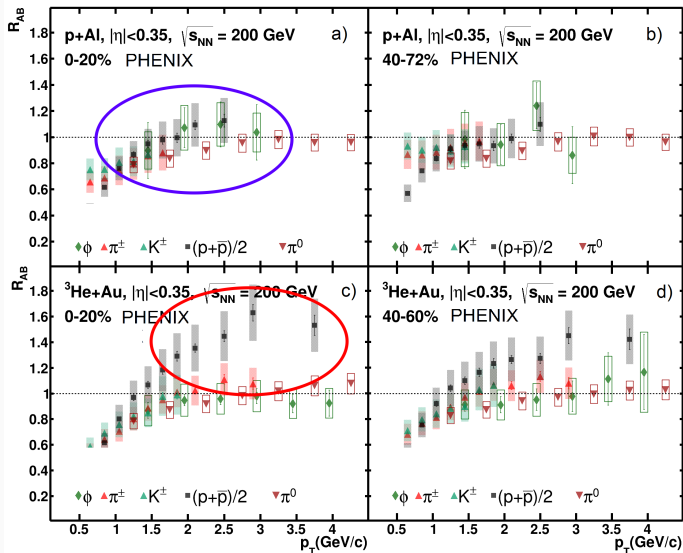 R_AB
p+Al, |η|<0.35, √s_NN = 200 GeV a)
0-20% PHENIX
1.8
1.6
1.4
1.2
1
0.8
0.6
0.4
0.2
ϕ π± K± (p+p̅)/2 π⁰
p+Al, |η|<0.35, √s_NN = 200 GeV b)
40-72% PHENIX
ϕ π± K± (p+p̅)/2 π⁰
R_AB
³He+Au, |η|<0.35, √s_NN = 200 GeV c)
0-20% PHENIX
1.8
1.6
1.4
1.2
1
0.8
0.6
0.4
0.2
ϕ π± K± (p+p̅)/2 π⁰
0.5 1 1.5 2 2.5 3 3.5 4
p_T(GeV/c)
³He+Au, |η|<0.35, √s_NN = 200 GeV d)
40-60% PHENIX
ϕ π± K± (p+p̅)/2 π⁰
0.5 1 1.5 2 2.5 3 3.5 4
p_T(GeV/c)